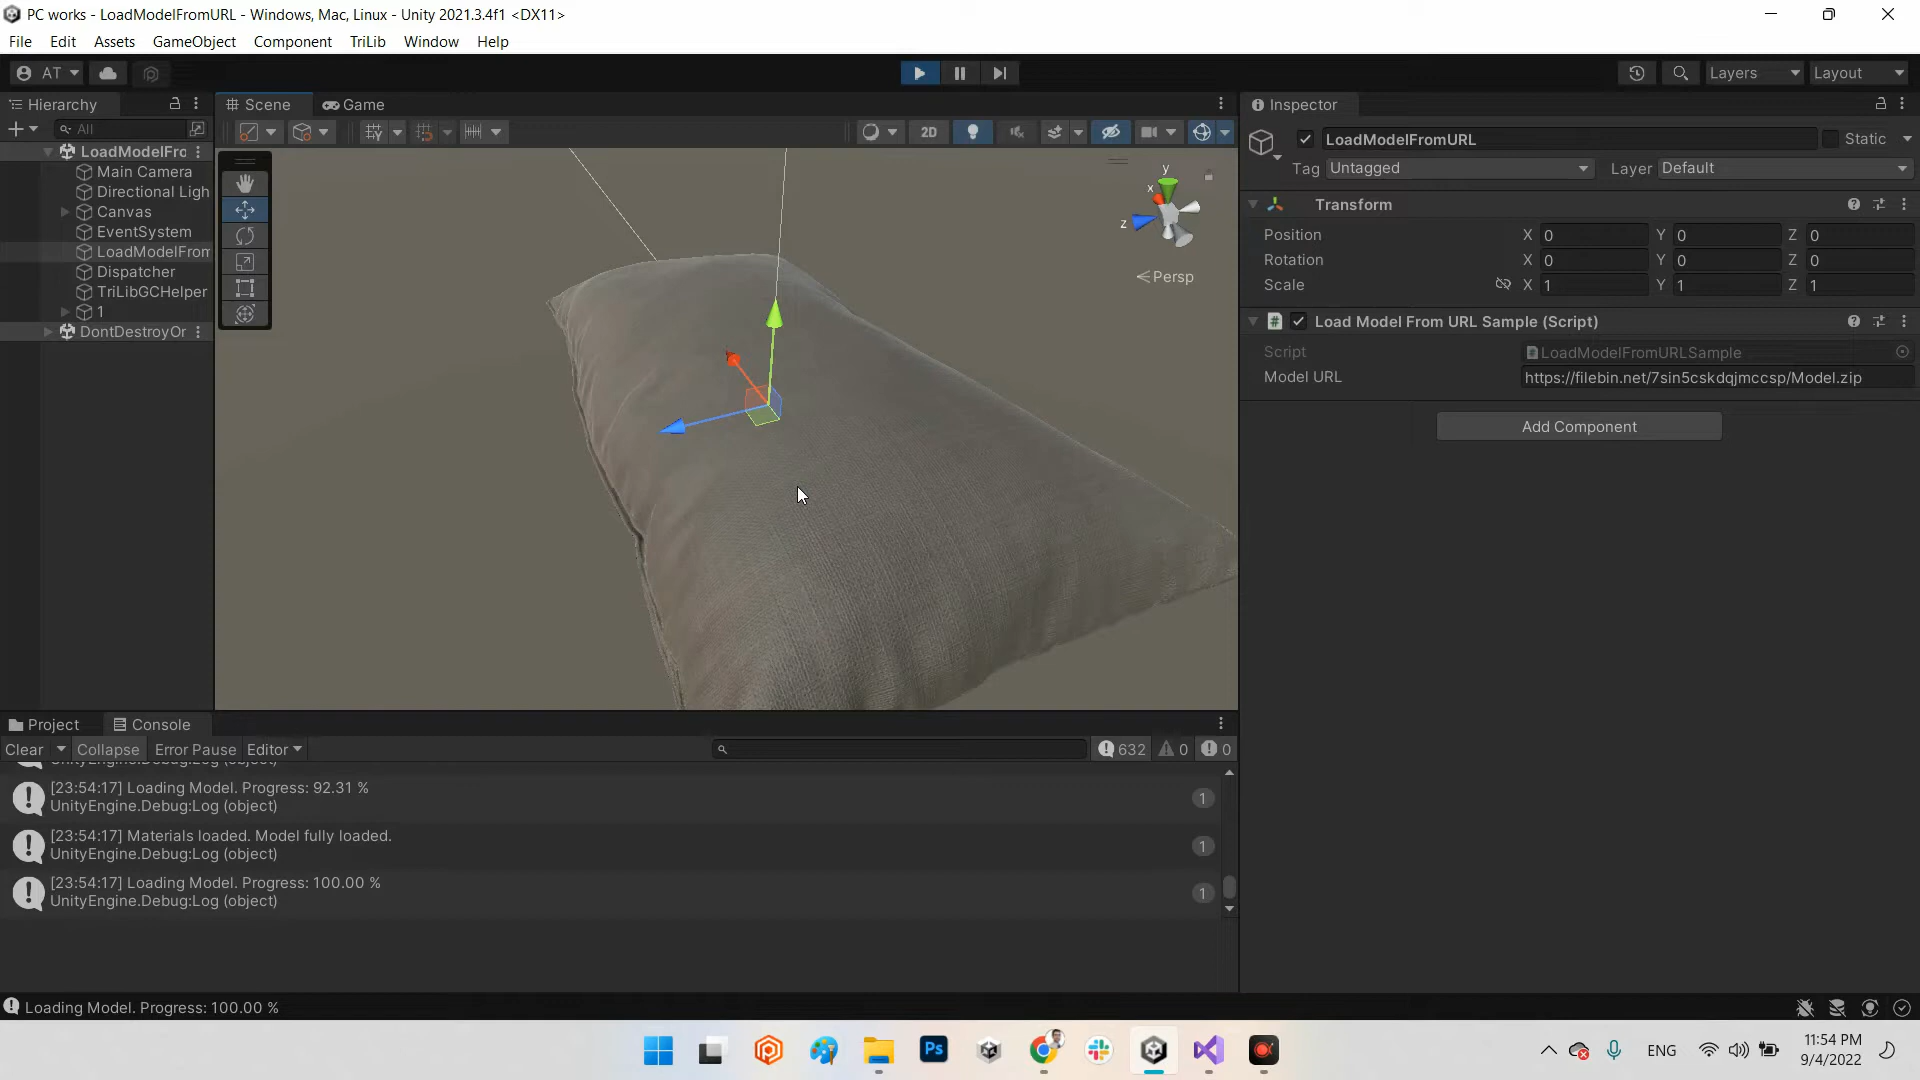 PC works - LoadModelFromURL - Windows, Mac, Linux - Unity 2021.3.4f1 <DX11>
File Edit Assets GameObject Component TriLib Window Help
AT Layers Layout
Hierarchy
All
LoadModelFro
Main Camera
Directional Ligh
Canvas
EventSystem
LoadModelFrom
Dispatcher
TriLibGCHelper
1
DontDestroyOr
Scene Game
2D
y
x
z
Persp
Inspector
LoadModelFromURL Static
Tag Untagged Layer Default
Transform
Position X 0 Y 0 Z 0
Rotation X 0 Y 0 Z 0
Scale X 1 Y 1 Z 1
Load Model From URL Sample (Script)
Script LoadModelFromURLSample
Model URL https://filebin.net/7sin5cskdqjmccsp/Model.zip
Add Component
Project Console
Clear Collapse Error Pause Editor 632 0 0
UnityEngine.Debug:Log (object)
[23:54:17] Loading Model. Progress: 92.31 %
UnityEngine.Debug:Log (object)
1
[23:54:17] Materials loaded. Model fully loaded.
UnityEngine.Debug:Log (object)
1
[23:54:17] Loading Model. Progress: 100.00 %
UnityEngine.Debug:Log (object)
1
Loading Model. Progress: 100.00 %
Ps
ENG
11:54 PM
9/4/2022